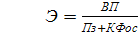 Э = ВП / (Пз+КФос)